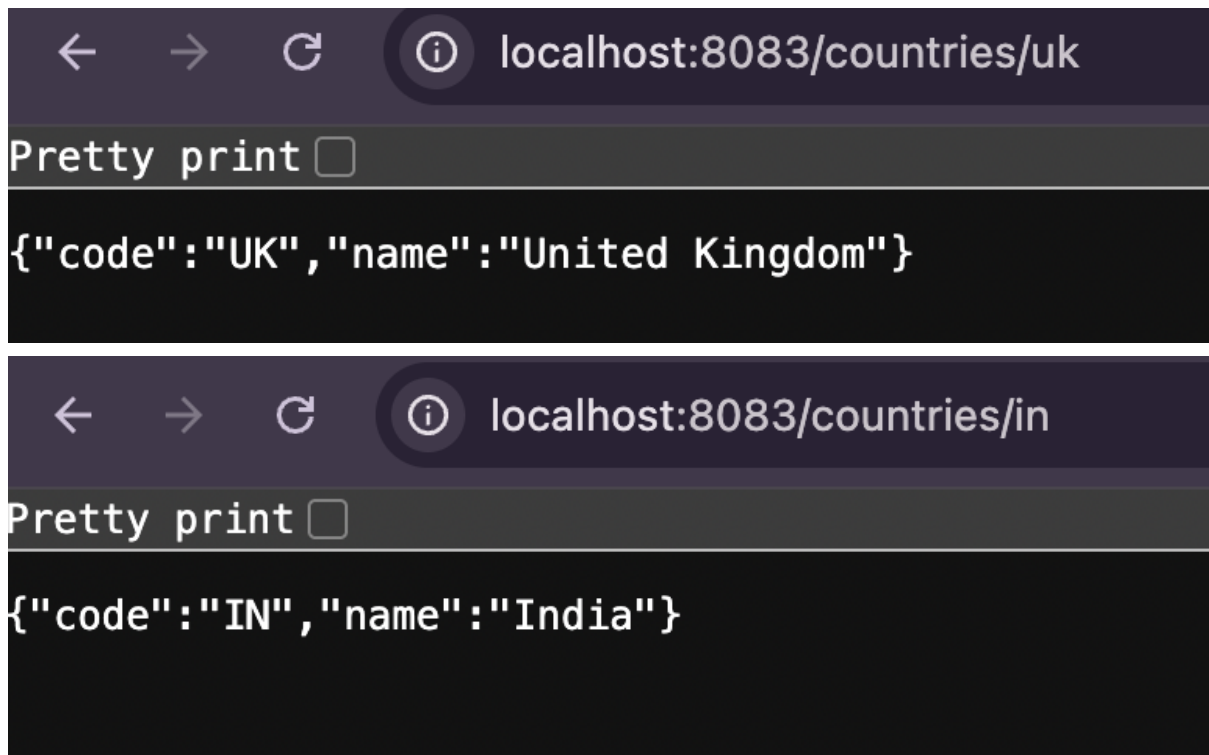 localhost:8083/countries/uk
Pretty print
{"code":"UK","name":"United Kingdom"}
localhost:8083/countries/in
Pretty print
{"code":"IN","name":"India"}